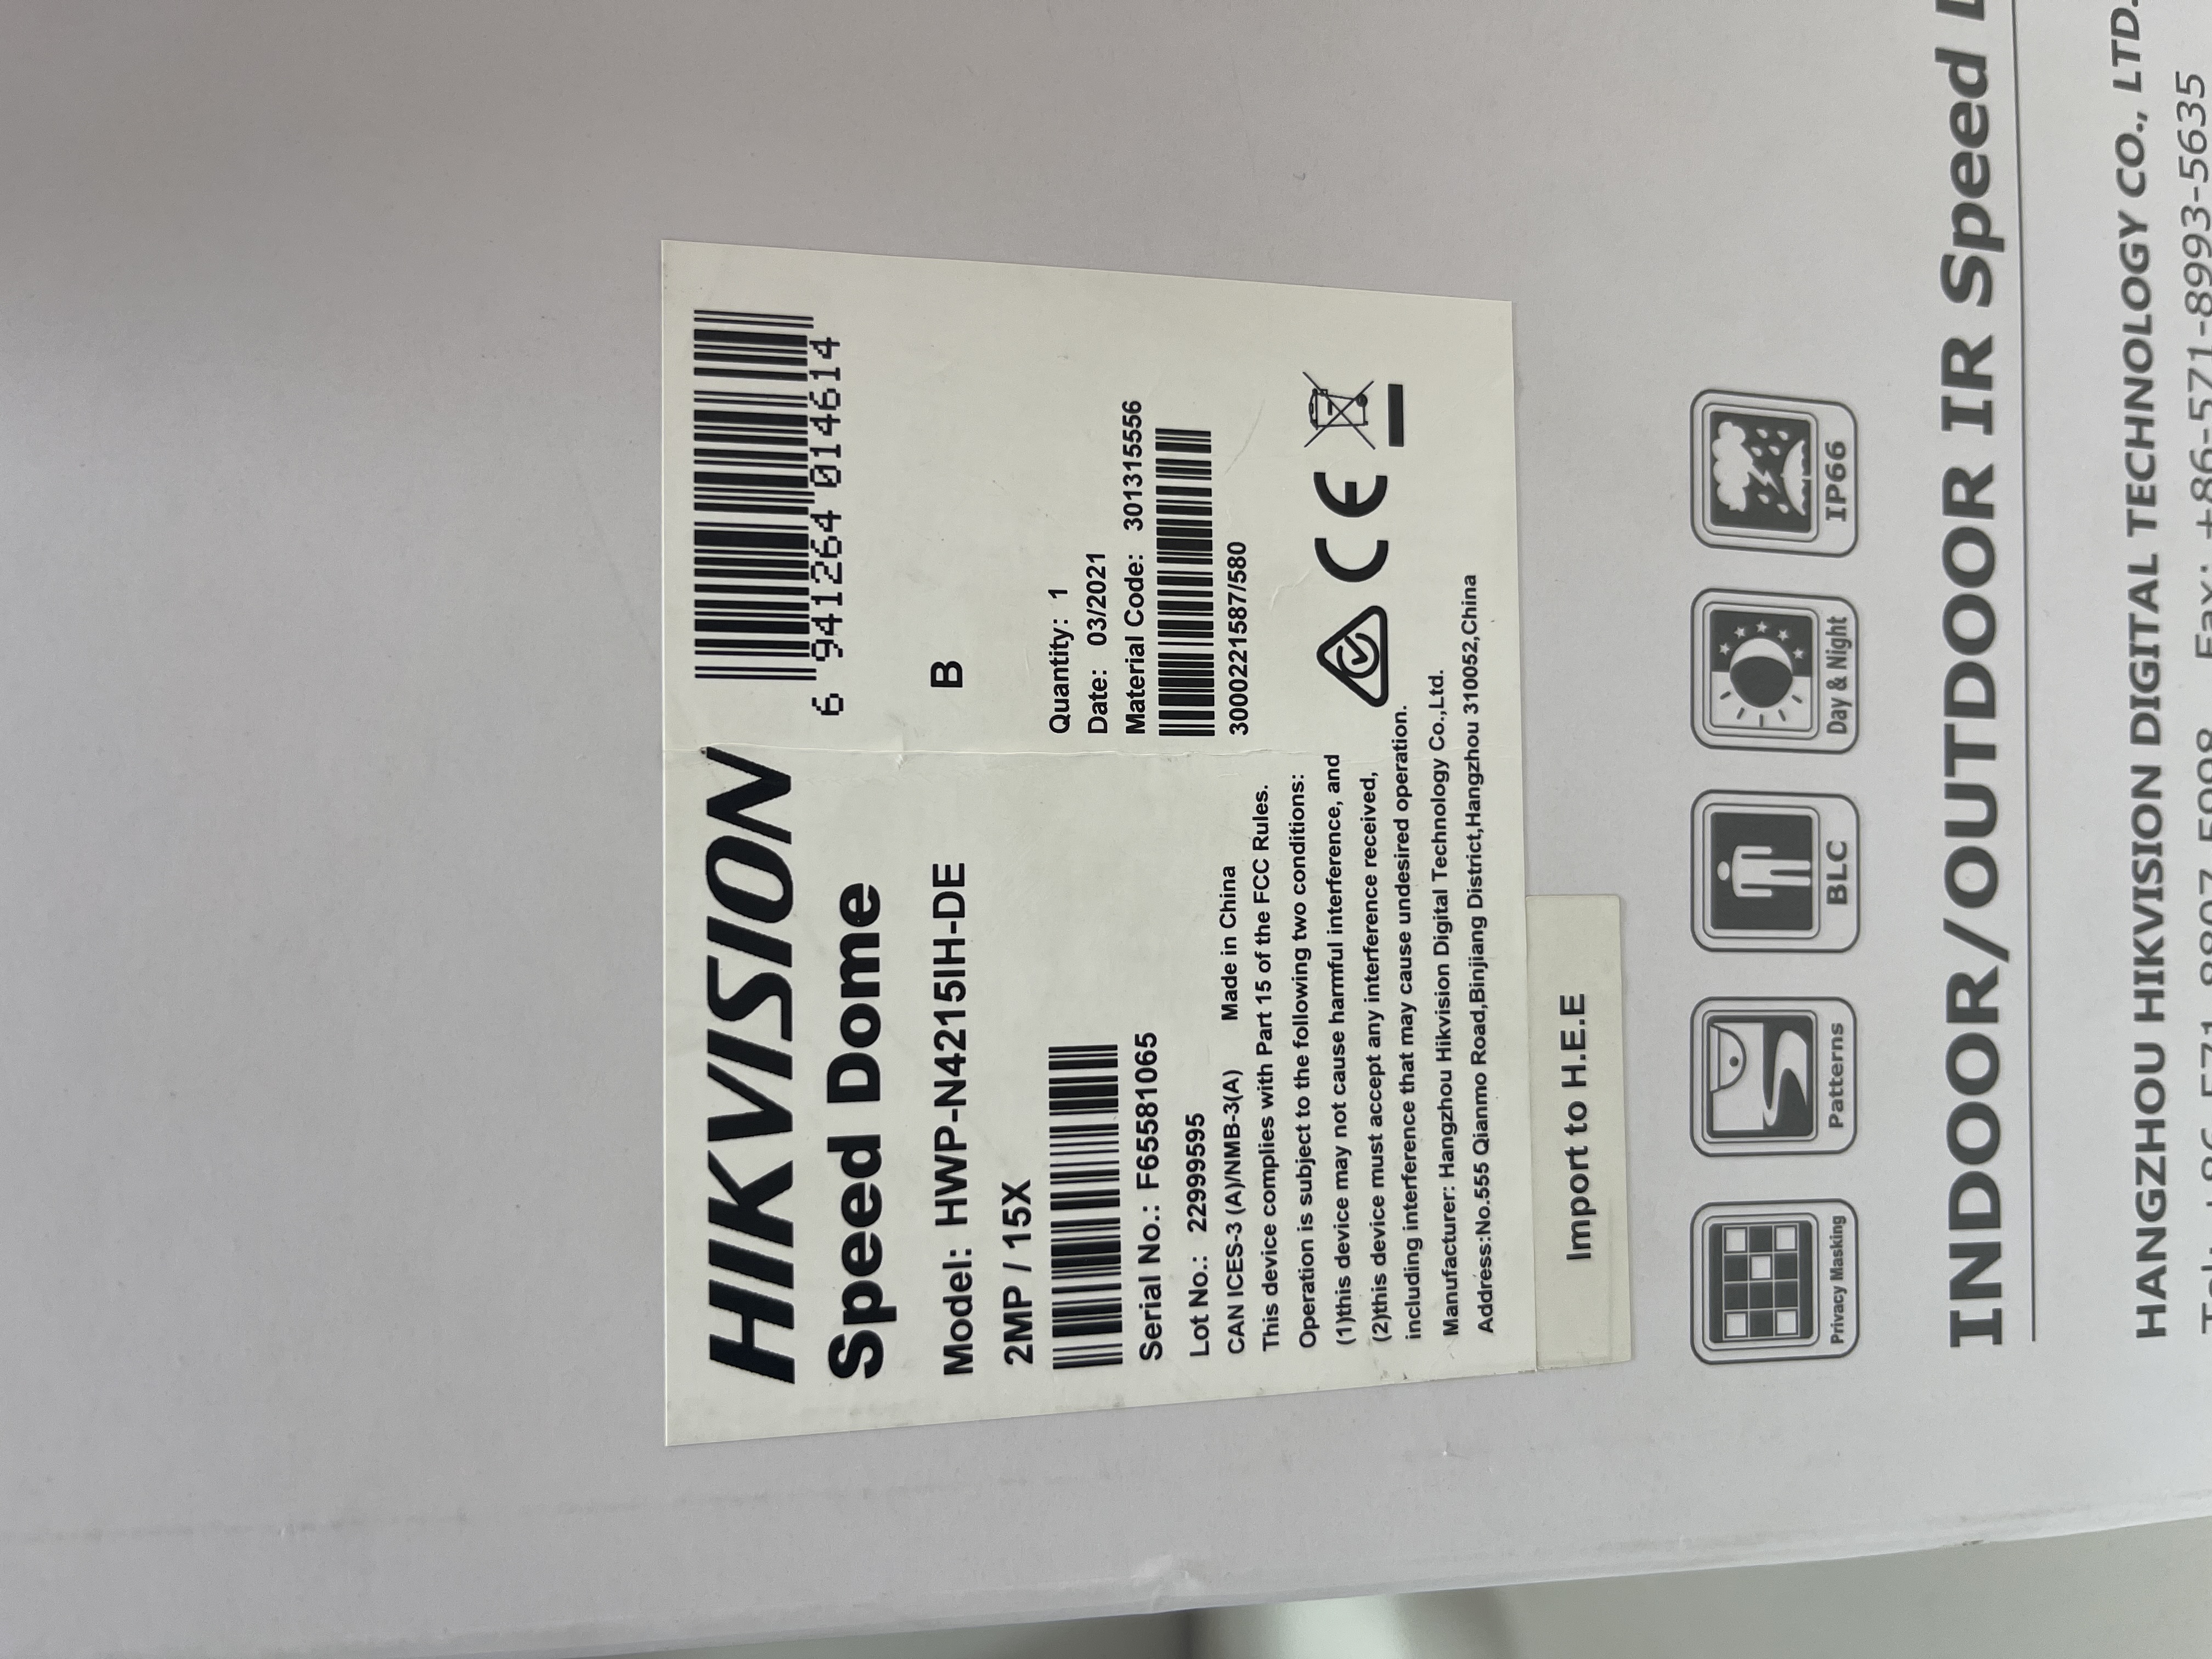 HIKVISION
6 941264 014614
Speed Dome
Model: HWP-N4215IH-DE
B
2MP / 15X
Serial No.: F65581065
Lot No.: 22999595
CAN ICES-3 (A)/NMB-3(A) Made in China
Quantity: 1
Date: 03/2021
Material Code: 301315556
3000221587/580
This device complies with Part 15 of the FCC Rules.
Operation is subject to the following two conditions:
(1)this device may not cause harmful interference, and
(2)this device must accept any interference received,
including interference that may cause undesired operation.
CE
Manufacturer: Hangzhou Hikvision Digital Technology Co.,Ltd.
Address:No.555 Qianmo Road,Binjiang District,Hangzhou 310052,China
Import to H.E.E
Privacy Masking
Patterns
BLC
Day & Night
IP66
INDOOR/OUTDOOR IR Speed
HANGZHOU HIKVISION DIGITAL TECHNOLOGY CO., LTD.
Fax: +86-571-8993-5635